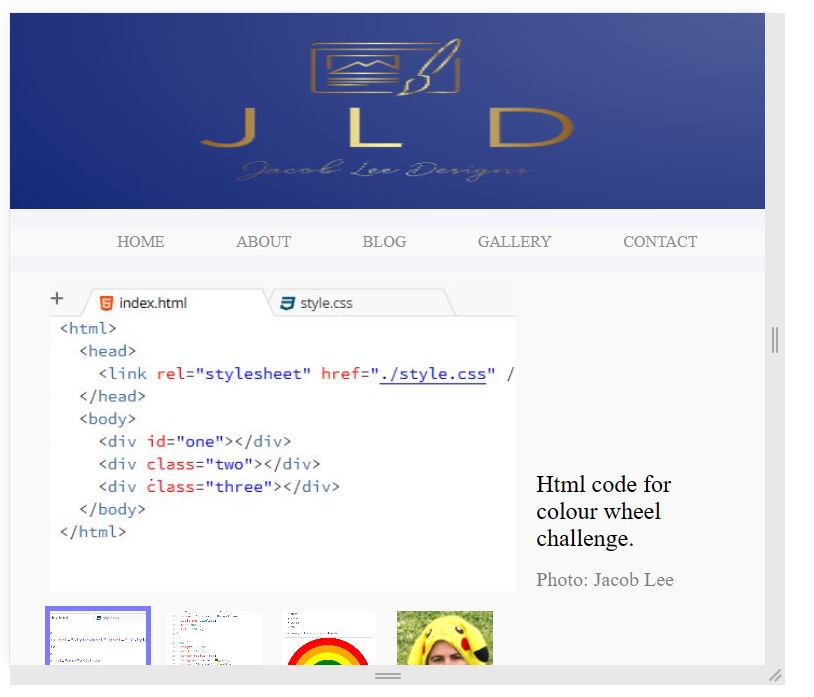 J L D
Jacob Lee Designs
HOME ABOUT BLOG GALLERY CONTACT
+ index.html style.css
<html>
<head>
<link rel="stylesheet" href="./style.css" /
</head>
<body>
<div id="one"></div>
<div class="two"></div>
<div class="three"></div>
</body>
</html>
Html code for
colour wheel
challenge.
Photo: Jacob Lee